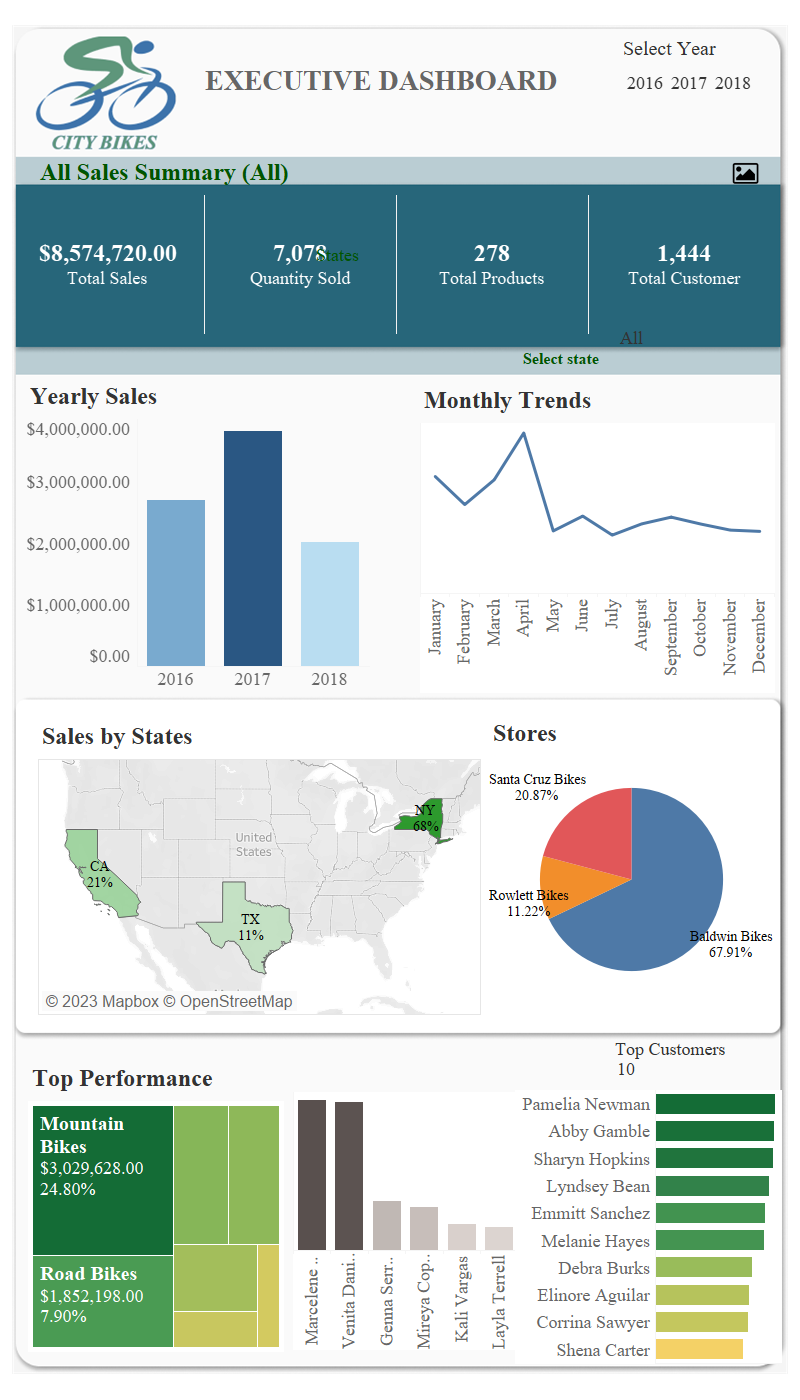 Select Year
2016 2017 2018
EXECUTIVE DASHBOARD
CITY BIKES
All Sales Summary (All)
$8,574,720.00
Total Sales
7,078
Quantity Sold
States
278
Total Products
1,444
Total Customer
All
Select state
Yearly Sales
$4,000,000.00
$3,000,000.00
$2,000,000.00
$1,000,000.00
$0.00
2016
2017
2018
Monthly Trends
January
February
March
April
May
June
July
August
September
October
November
December
Sales by States
United
States
NY
68%
CA
21%
TX
11%
© 2023 Mapbox © OpenStreetMap
Stores
Santa Cruz Bikes
20.87%
Rowlett Bikes
11.22%
Baldwin Bikes
67.91%
Top Performance
Mountain
Bikes
$3,029,628.00
24.80%
Road Bikes
$1,852,198.00
7.90%
Marcelene ..
Venita Dani..
Genna Serr..
Mireya Cop..
Kali Vargas
Layla Terrell
Top Customers
10
Pamelia Newman
Abby Gamble
Sharyn Hopkins
Lyndsey Bean
Emmitt Sanchez
Melanie Hayes
Debra Burks
Elinore Aguilar
Corrina Sawyer
Shena Carter